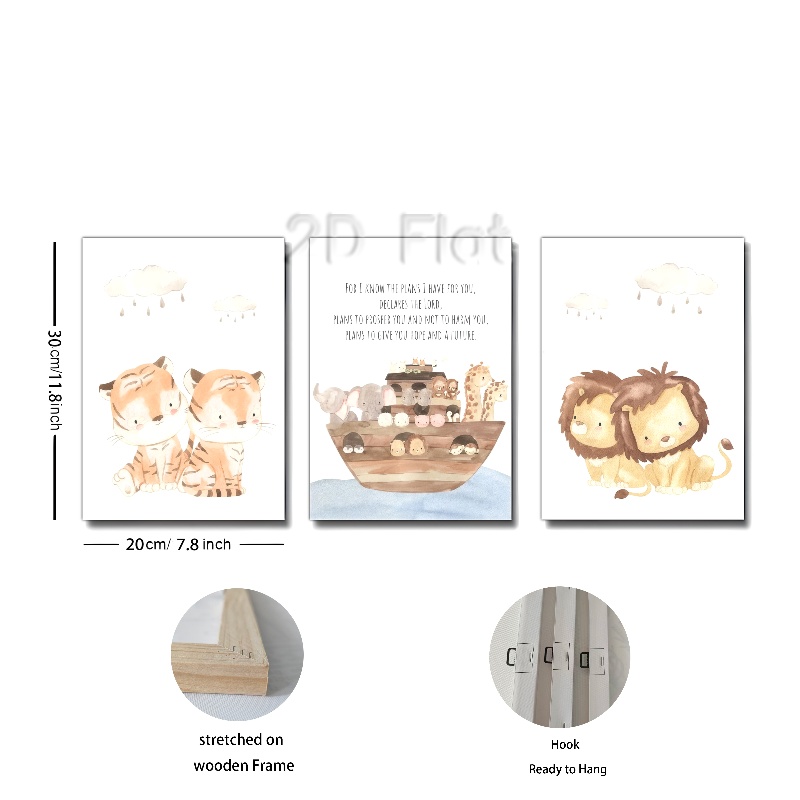 2D Flat
FOR I KNOW THE PLANS I HAVE FOR YOU,
DECLARES THE LORD,
PLANS TO PROSPER YOU AND NOT TO HARM YOU,
PLANS TO GIVE YOU HOPE AND A FUTURE.
30cm/11.8inch
20cm/ 7.8 inch
stretched on
wooden Frame
Hook
Ready to Hang